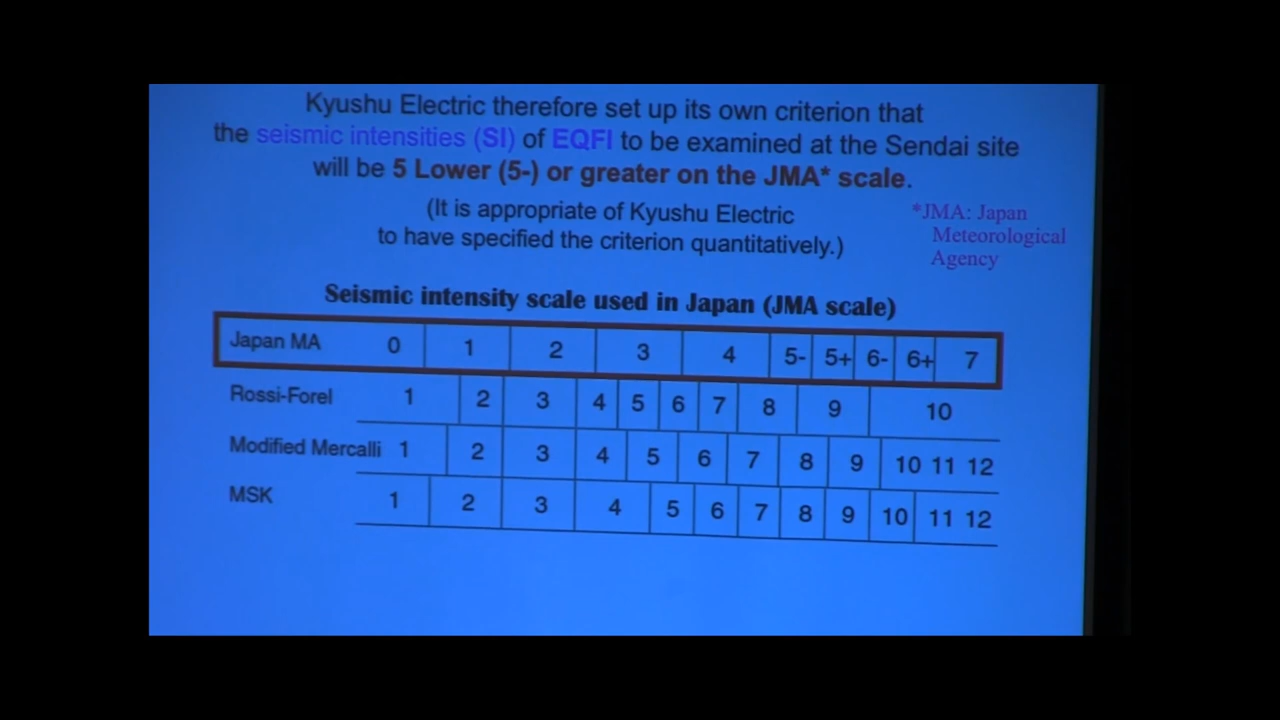 Kyushu Electric therefore set up its own criterion that
the seismic intensities (SI) of EQFI to be examined at the Sendai site
will be 5 Lower (5-) or greater on the JMA* scale.
(It is appropriate of Kyushu Electric
to have specified the criterion quantitatively.)
*JMA: Japan
Meteorological
Agency
Seismic intensity scale used in Japan (JMA scale)
Japan MA 0 1 2 3 4 5- 5+ 6- 6+ 7
Rossi-Forel 1 2 3 4 5 6 7 8 9 10
Modified Mercalli 1 2 3 4 5 6 7 8 9 10 11 12
MSK 1 2 3 4 5 6 7 8 9 10 11 12